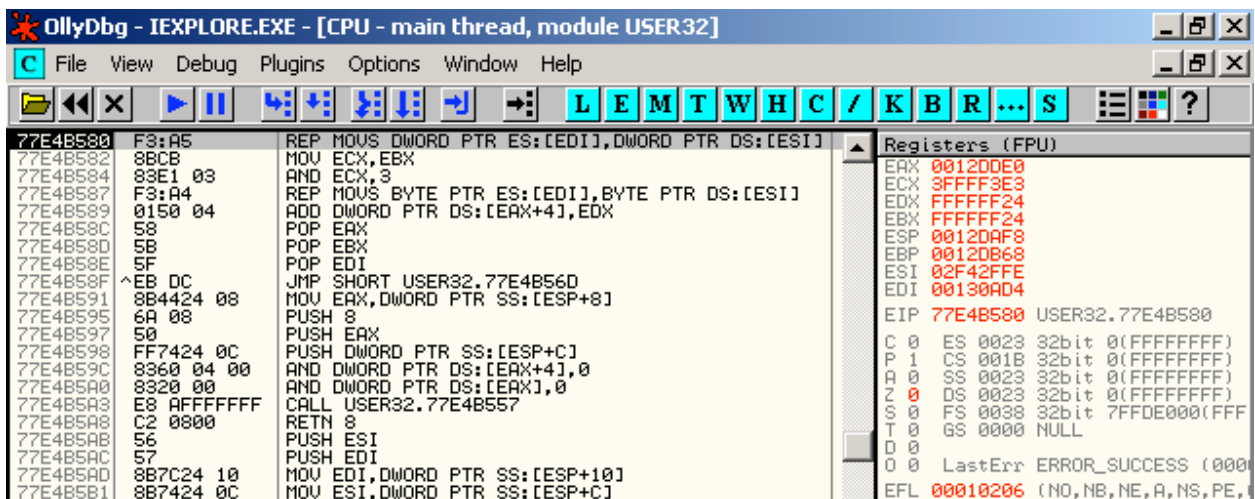 OllyDbg - IEXPLORE.EXE - [CPU - main thread, module USER32]
C File View Debug Plugins Options Window Help
L E M T W H C / K B R ... S ?
77E4B580 F3:A5 REP MOVS DWORD PTR ES:[EDI],DWORD PTR DS:[ESI]
77E4B582 8BCB MOV ECX,EBX
77E4B584 83E1 03 AND ECX,3
77E4B587 F3:A4 REP MOVS BYTE PTR ES:[EDI],BYTE PTR DS:[ESI]
77E4B589 0150 04 ADD DWORD PTR DS:[EAX+4],EDX
77E4B58C 58 POP EAX
77E4B58D 5B POP EBX
77E4B58E 5F POP EDI
77E4B58F ^EB DC JMP SHORT USER32.77E4B56D
77E4B591 8B4424 08 MOV EAX,DWORD PTR SS:[ESP+8]
77E4B595 6A 08 PUSH 8
77E4B597 50 PUSH EAX
77E4B598 FF7424 0C PUSH DWORD PTR SS:[ESP+C]
77E4B59C 8360 04 00 AND DWORD PTR DS:[EAX+4],0
77E4B5A0 8320 00 AND DWORD PTR DS:[EAX],0
77E4B5A3 E8 AFFFFFFF CALL USER32.77E4B557
77E4B5A8 C2 0800 RETN 8
77E4B5AB 56 PUSH ESI
77E4B5AC 57 PUSH EDI
77E4B5AD 8B7C24 10 MOV EDI,DWORD PTR SS:[ESP+10]
77E4B5B1 8B7424 0C MOV ESI,DWORD PTR SS:[ESP+C]
Registers (FPU)
EAX 0012DDE0
ECX 3FFFF3E3
EDX FFFFFF24
EBX FFFFFF24
ESP 0012DAF8
EBP 0012DB68
ESI 02F42FFE
EDI 00130AD4
EIP 77E4B580 USER32.77E4B580
C 0 ES 0023 32bit 0(FFFFFFFF)
P 1 CS 001B 32bit 0(FFFFFFFF)
A 0 SS 0023 32bit 0(FFFFFFFF)
Z 0 DS 0023 32bit 0(FFFFFFFF)
S 0 FS 0038 32bit 7FFDE000(FFF
T 0 GS 0000 NULL
D 0
O 0 LastErr ERROR_SUCCESS (000
EFL 00010206 (NO,NB,NE,A,NS,PE,